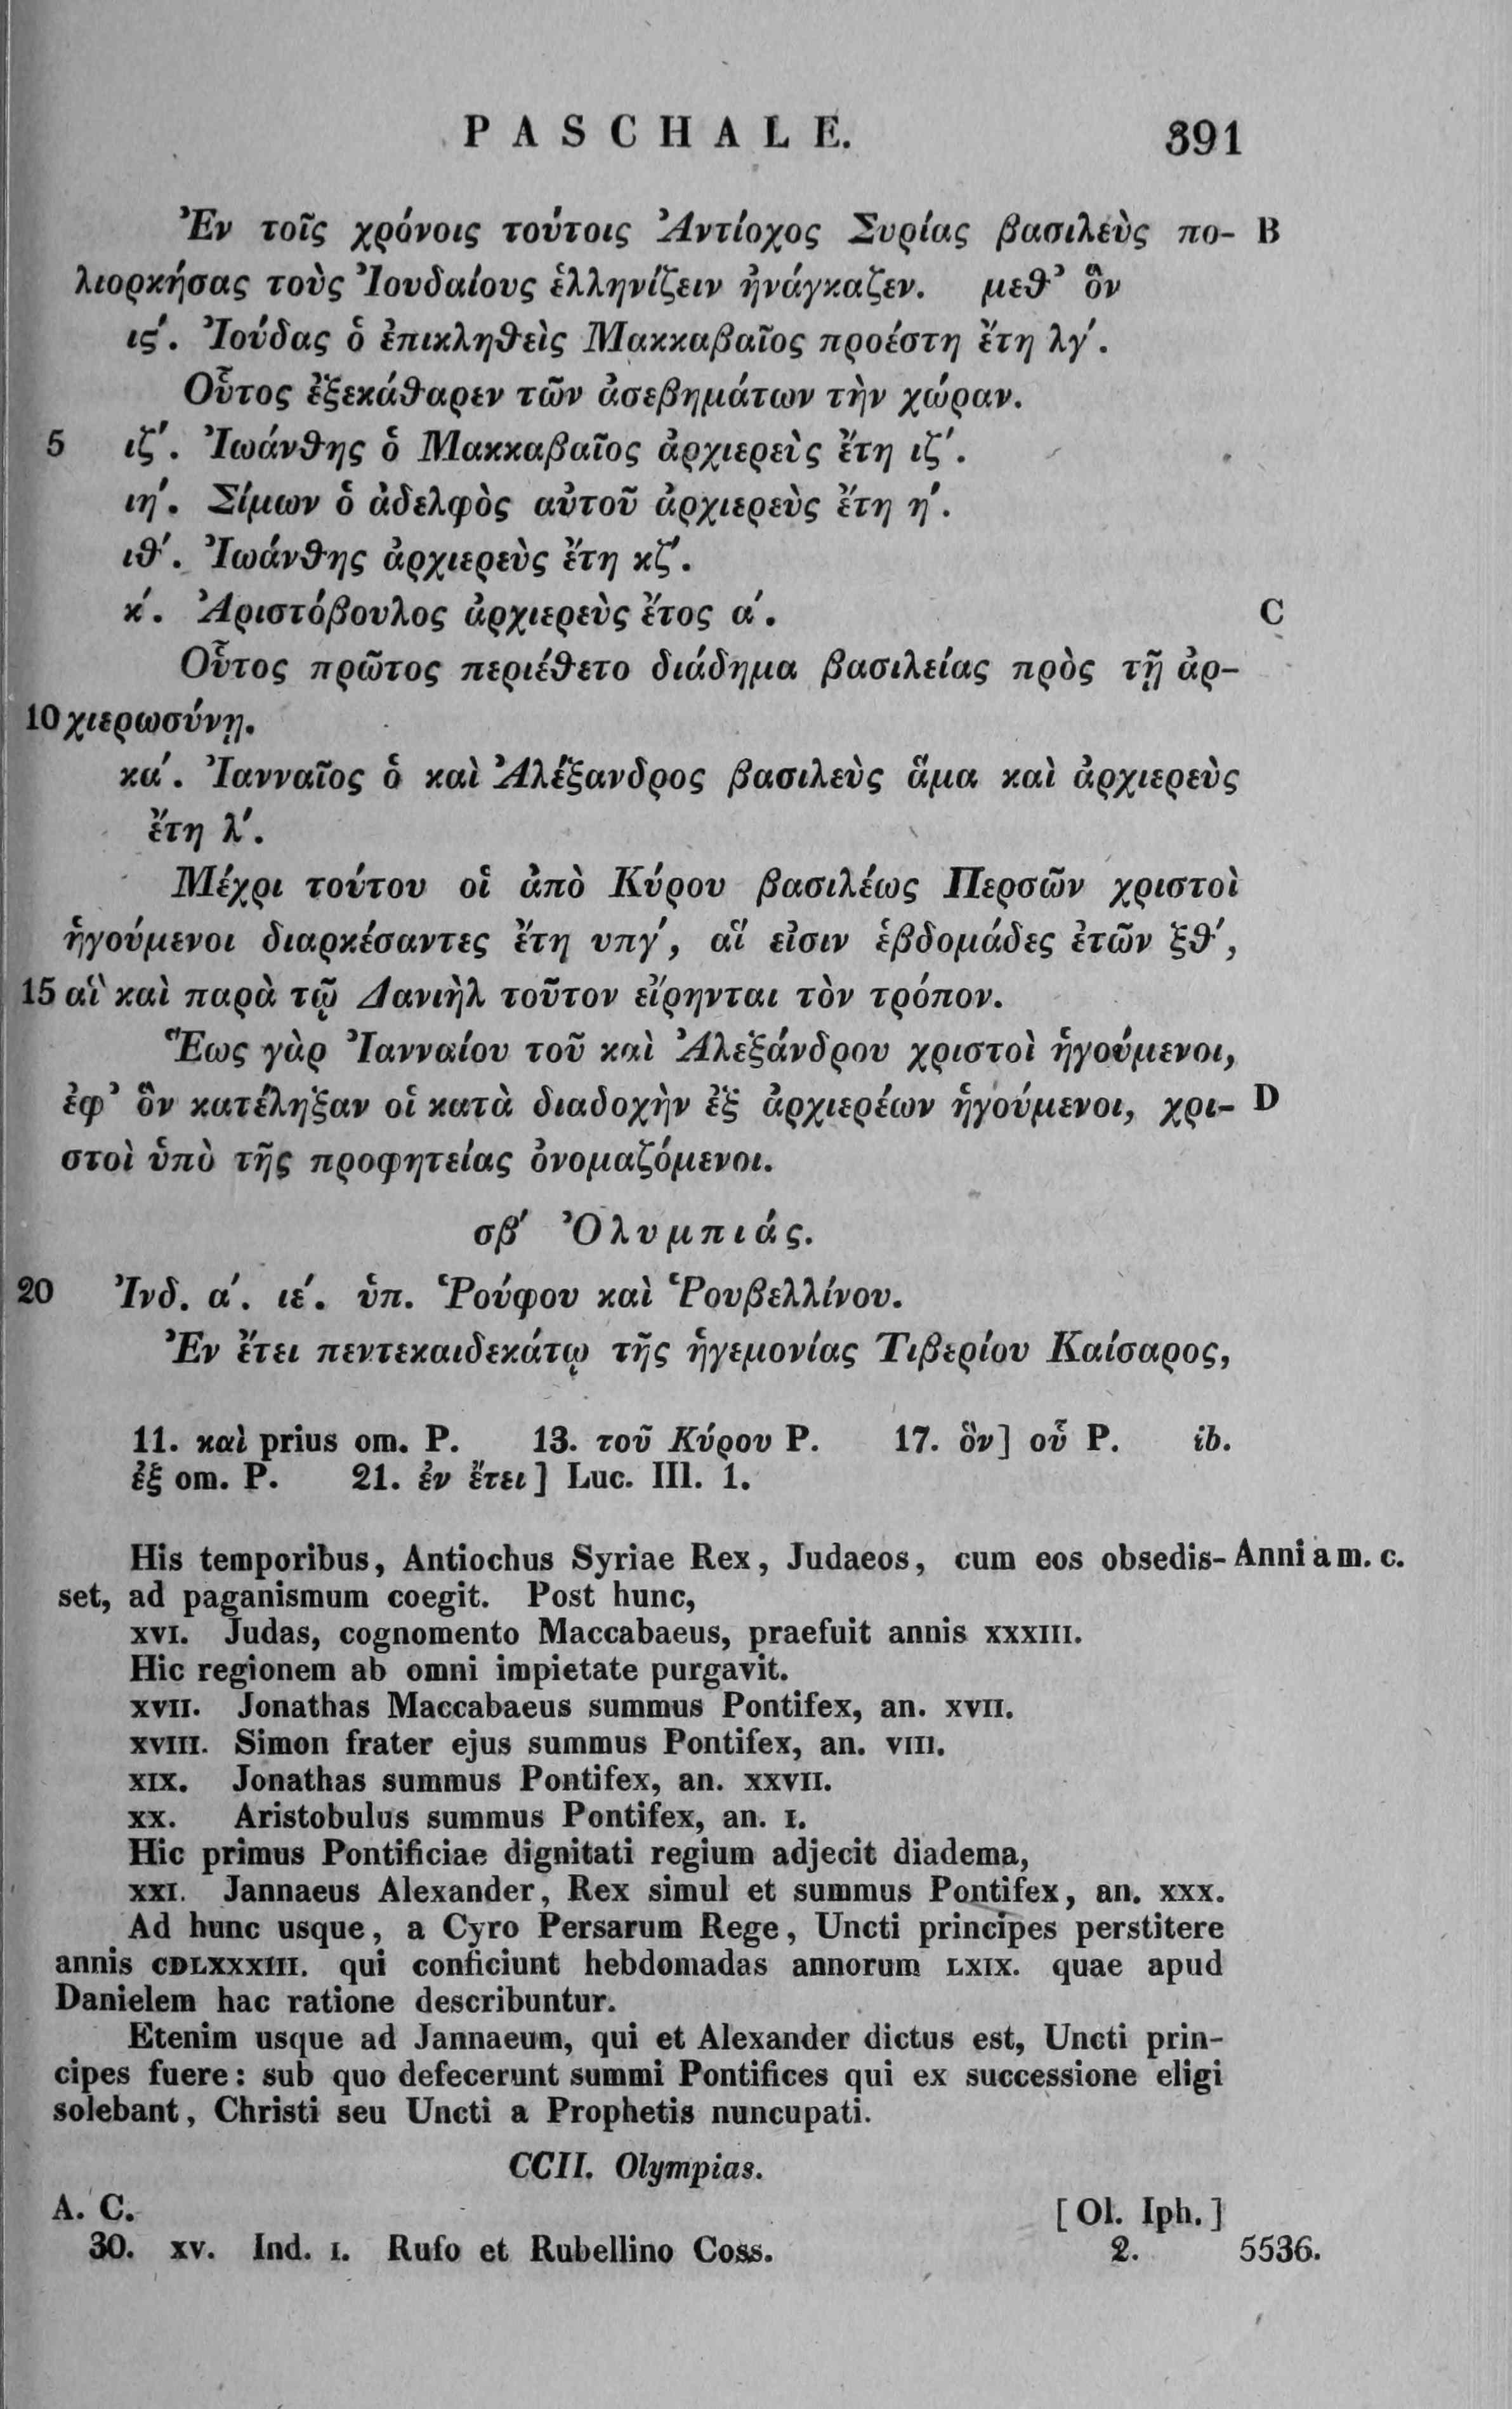 PASCHALE. 391
Ἐν τοῖς χρόνοις τούτοις Ἀντίοχος Συρίας βασιλεὺς πο- B
λιορκήσας τοὺς Ἰουδαίους ἑλληνίζειν ἠνάγκαζεν. μεθ' ὃν
ις'. Ἰούδας ὁ ἐπικληθεὶς Μακκαβαῖος προέστη ἔτη λγ'.
Οὗτος ἐξεκάθαρεν τῶν ἀσεβημάτων τὴν χώραν.
5 ιζ'. Ἰωάνθης ὁ Μακκαβαῖος ἀρχιερεὶς ἔτη ιζ'.
ιη'. Σίμων ὁ ἀδελφὸς αὐτοῦ ἀρχιερεὺς ἔτη η'.
ιθ'. Ἰωάνθης ἀρχιερεὺς ἔτη κζ'.
κ'. Ἀριστόβουλος ἀρχιερεὺς ἔτος α'. C
Οὗτος πρῶτος περιέθετο διάδημα βασιλείας πρὸς τῇ ἀρ-
10 χιερωσύνῃ.
κα'. Ἰανναῖος ὁ καὶ Ἀλέξανδρος βασιλεὺς ἅμα καὶ ἀρχιερεὺς
ἔτη λ'.
Μέχρι τούτου οἱ ἀπὸ Κύρου βασιλέως Περσῶν χριστοὶ
ἡγούμενοι διαρκέσαντες ἔτη υπγ', αἵ εἰσιν ἑβδομάδες ἐτῶν ξθ',
15 αἳ καὶ παρὰ τῷ Δανιὴλ τοῦτον εἴρηνται τὸν τρόπον.
Ἕως γὰρ Ἰανναίου τοῦ καὶ Ἀλεξάνδρου χριστοὶ ἡγούμενοι,
ἐφ' ὃν κατέληξαν οἱ κατὰ διαδοχὴν ἐξ ἀρχιερέων ἡγούμενοι, χρι- D
στοὶ ὑπὸ τῆς προφητείας ὀνομαζόμενοι.
σβ' Ὀλυμπιάς.
20 Ἰνδ. α'. ιε'. ὑπ. Ῥούφου καὶ Ῥουβελλίνου.
Ἐν ἔτει πεντεκαιδεκάτῳ τῆς ἡγεμονίας Τιβερίου Καίσαρος,
11. καὶ prius om. P. 13. τοῦ Κύρου P. 17. ὃν] οὗ P. ib.
ἐξ om. P. 21. ἐν ἔτει] Luc. III. 1.
His temporibus, Antiochus Syriae Rex, Judaeos, cum eos obsedis- Anni a m. c.
set, ad paganismum coegit. Post hunc,
XVI. Judas, cognomento Maccabaeus, praefuit annis XXXIII.
Hic regionem ab omni impietate purgavit.
XVII. Jonathas Maccabaeus summus Pontifex, an. XVII.
XVIII. Simon frater ejus summus Pontifex, an. VIII.
XIX. Jonathas summus Pontifex, an. XXVII.
XX. Aristobulus summus Pontifex, an. I.
Hic primus Pontificiae dignitati regium adjecit diadema,
XXI. Jannaeus Alexander, Rex simul et summus Pontifex, an. XXX.
Ad hunc usque, a Cyro Persarum Rege, Uncti principes perstitere
annis CDLXXXIII. qui conficiunt hebdomadas annorum LXIX. quae apud
Danielem hac ratione describuntur.
Etenim usque ad Jannaeum, qui et Alexander dictus est, Uncti prin-
cipes fuere: sub quo defecerunt summi Pontifices qui ex successione eligi
solebant, Christi seu Uncti a Prophetis nuncupati.
CCII. Olympias.
A. C. [Ol. Iph.]
30. XV. Ind. I. Rufo et Rubellino Coss. 2. 5536.